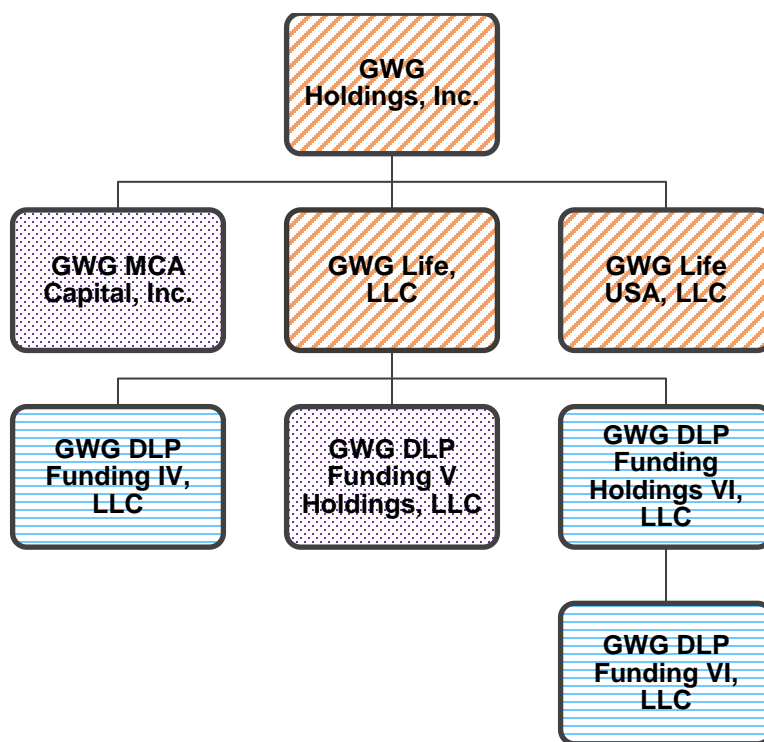 GWG
Holdings, Inc.
GWG MCA
Capital, Inc.
GWG Life,
LLC
GWG Life
USA, LLC
GWG DLP
Funding IV,
LLC
GWG DLP
Funding V
Holdings, LLC
GWG DLP
Funding
Holdings VI,
LLC
GWG DLP
Funding VI,
LLC